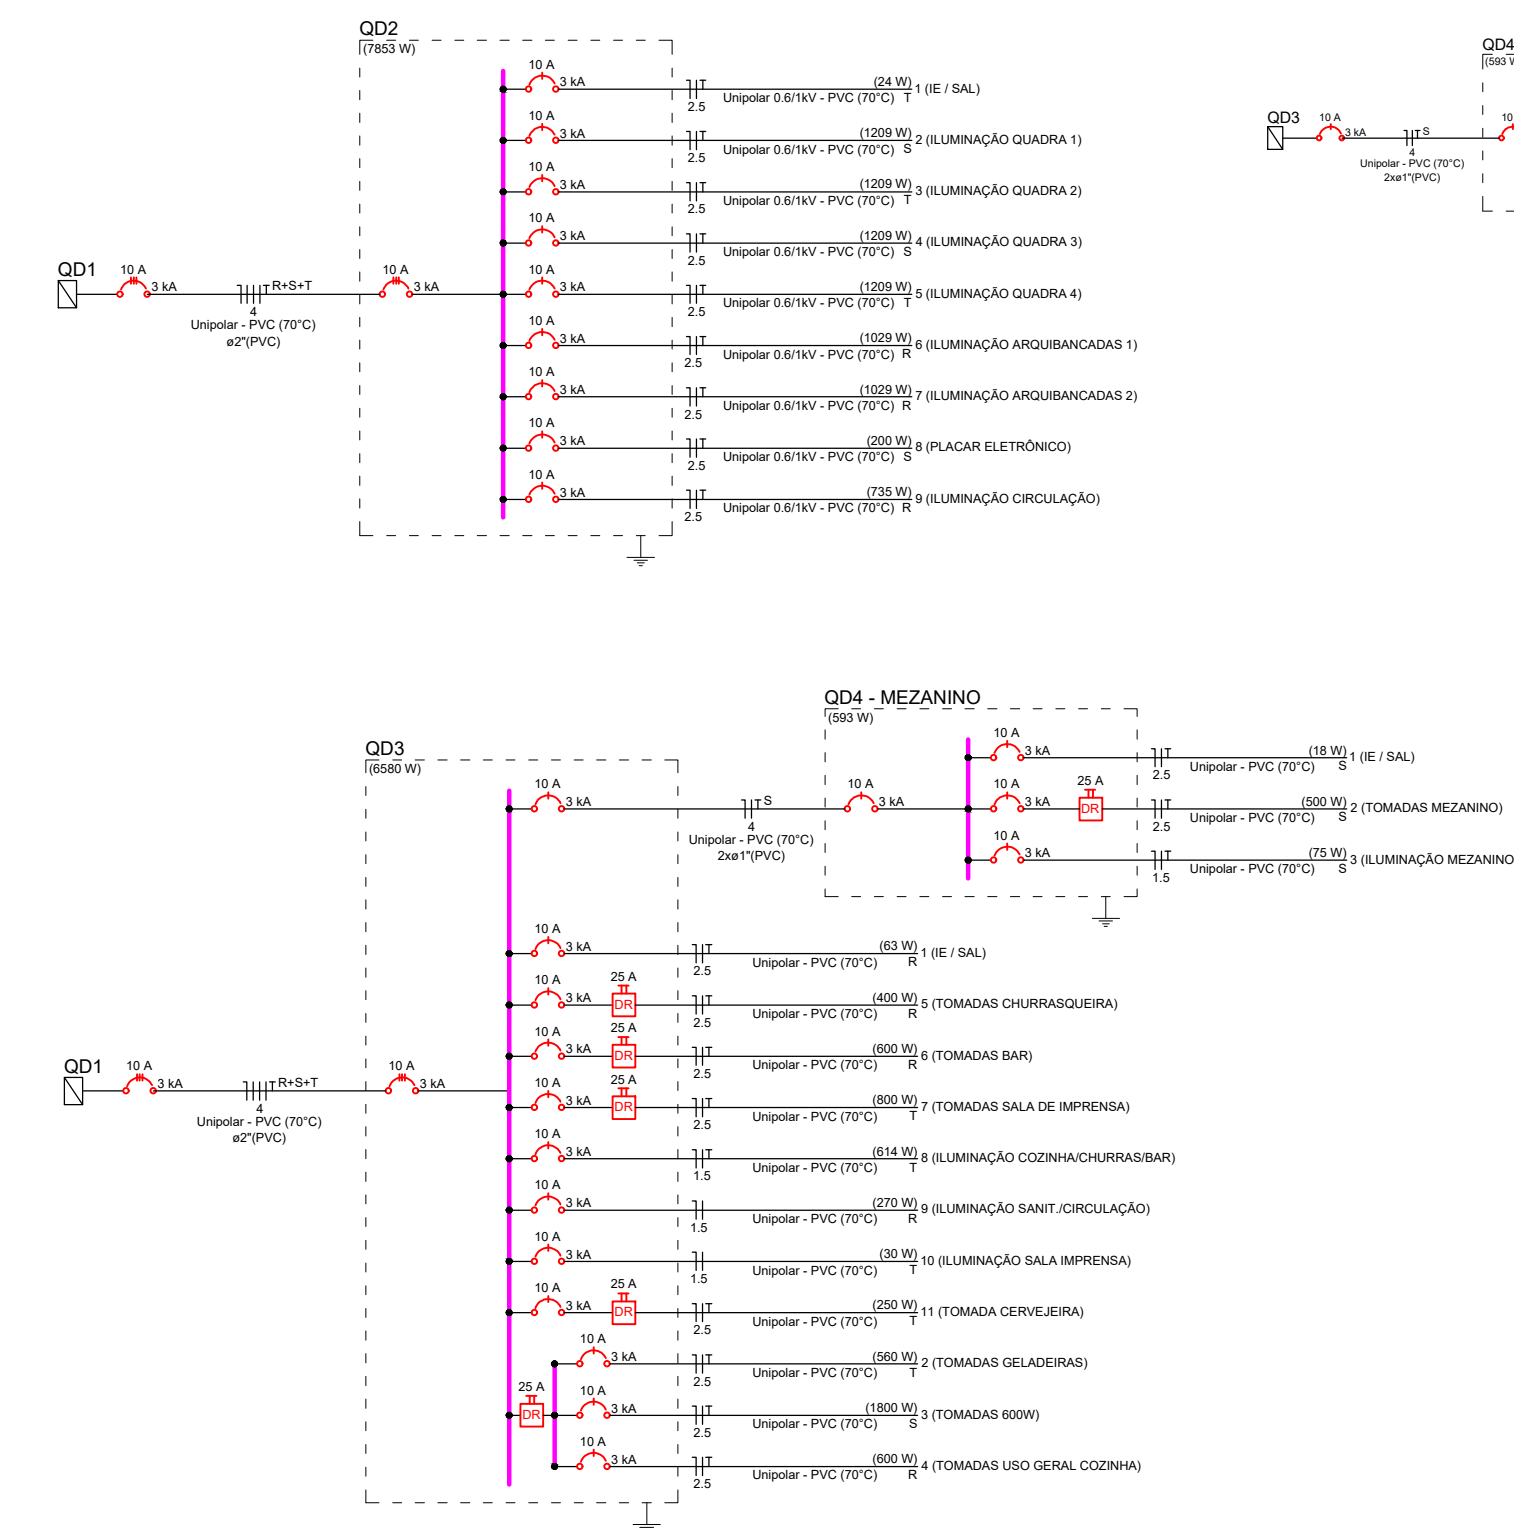 QD2
(7853 W)
10 A
3 kA
2.5
Unipolar 0.6/1kV - PVC (70°C)
(24 W)
T
1 (IE / SAL)
10 A
3 kA
2.5
Unipolar 0.6/1kV - PVC (70°C)
(1209 W)
S
2 (ILUMINAÇÃO QUADRA 1)
10 A
3 kA
2.5
Unipolar 0.6/1kV - PVC (70°C)
(1209 W)
T
3 (ILUMINAÇÃO QUADRA 2)
10 A
3 kA
2.5
Unipolar 0.6/1kV - PVC (70°C)
(1209 W)
S
4 (ILUMINAÇÃO QUADRA 3)
QD1
10 A
3 kA
R+S+T
4
Unipolar - PVC (70°C)
ø2"(PVC)
10 A
3 kA
10 A
3 kA
2.5
Unipolar 0.6/1kV - PVC (70°C)
(1209 W)
T
5 (ILUMINAÇÃO QUADRA 4)
10 A
3 kA
2.5
Unipolar 0.6/1kV - PVC (70°C)
(1029 W)
R
6 (ILUMINAÇÃO ARQUIBANCADAS 1)
10 A
3 kA
2.5
Unipolar 0.6/1kV - PVC (70°C)
(1029 W)
R
7 (ILUMINAÇÃO ARQUIBANCADAS 2)
10 A
3 kA
2.5
Unipolar 0.6/1kV - PVC (70°C)
(200 W)
S
8 (PLACAR ELETRÔNICO)
10 A
3 kA
2.5
Unipolar 0.6/1kV - PVC (70°C)
(735 W)
R
9 (ILUMINAÇÃO CIRCULAÇÃO)
QD4
(593
QD3
10 A
3 kA
S
4
Unipolar - PVC (70°C)
2xø1"(PVC)
10
QD4 - MEZANINO
(593 W)
10 A
3 kA
2.5
Unipolar - PVC (70°C)
(18 W)
S
1 (IE / SAL)
10 A
3 kA
25 A
DR
2.5
Unipolar - PVC (70°C)
(500 W)
S
2 (TOMADAS MEZANINO)
10 A
3 kA
1.5
Unipolar - PVC (70°C)
(75 W)
S
3 (ILUMINAÇÃO MEZANINO
QD3
(6580 W)
10 A
3 kA
S
4
Unipolar - PVC (70°C)
2xø1"(PVC)
10 A
3 kA
10 A
3 kA
2.5
Unipolar - PVC (70°C)
(63 W)
R
1 (IE / SAL)
10 A
3 kA
25 A
DR
2.5
Unipolar - PVC (70°C)
(400 W)
R
5 (TOMADAS CHURRASQUEIRA)
10 A
3 kA
25 A
DR
2.5
Unipolar - PVC (70°C)
(600 W)
R
6 (TOMADAS BAR)
QD1
10 A
3 kA
R+S+T
4
Unipolar - PVC (70°C)
ø2"(PVC)
10 A
3 kA
10 A
3 kA
25 A
DR
2.5
Unipolar - PVC (70°C)
(800 W)
T
7 (TOMADAS SALA DE IMPRENSA)
10 A
3 kA
1.5
Unipolar - PVC (70°C)
(614 W)
T
8 (ILUMINAÇÃO COZINHA/CHURRAS/BAR)
10 A
3 kA
1.5
Unipolar - PVC (70°C)
(270 W)
R
9 (ILUMINAÇÃO SANIT./CIRCULAÇÃO)
10 A
3 kA
1.5
Unipolar - PVC (70°C)
(30 W)
T
10 (ILUMINAÇÃO SALA IMPRENSA)
10 A
3 kA
25 A
DR
2.5
Unipolar - PVC (70°C)
(250 W)
T
11 (TOMADA CERVEJEIRA)
10 A
3 kA
2.5
Unipolar - PVC (70°C)
(560 W)
T
2 (TOMADAS GELADEIRAS)
25 A
DR
10 A
3 kA
2.5
Unipolar - PVC (70°C)
(1800 W)
S
3 (TOMADAS 600W)
10 A
3 kA
2.5
Unipolar - PVC (70°C)
(600 W)
R
4 (TOMADAS USO GERAL COZINHA)